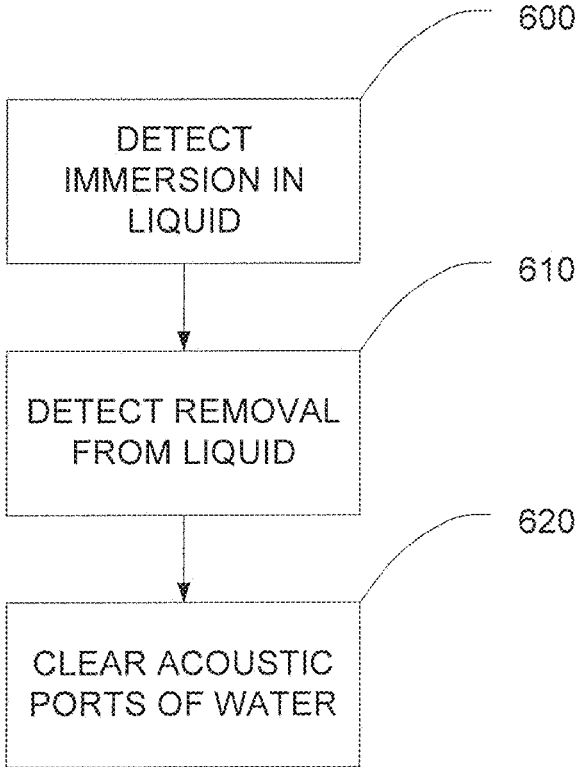 600
DETECT
IMMERSION IN
LIQUID
610
DETECT REMOVAL
FROM LIQUID
620
CLEAR ACOUSTIC
PORTS OF WATER